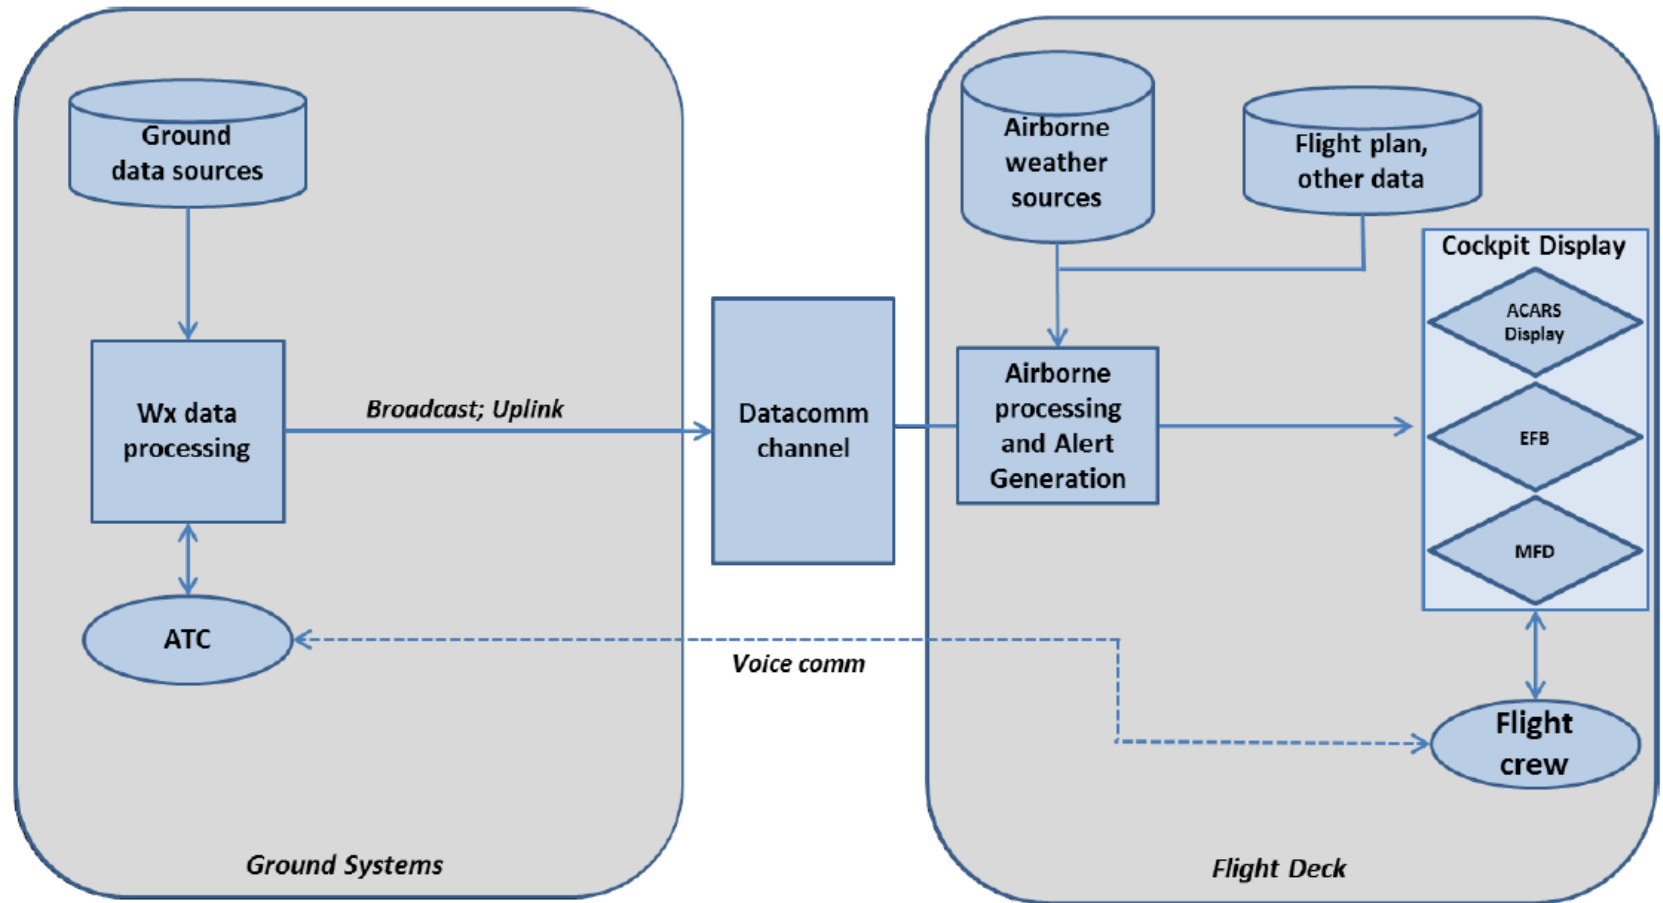 Ground
data sources
Wx data
processing
Broadcast; Uplink
ATC
Ground Systems
Datacomm
channel
Voice comm
Airborne
weather
sources
Flight plan,
other data
Airborne
processing
and Alert
Generation
Cockpit Display
ACARS
Display
EFB
MFD
Flight
crew
Flight Deck